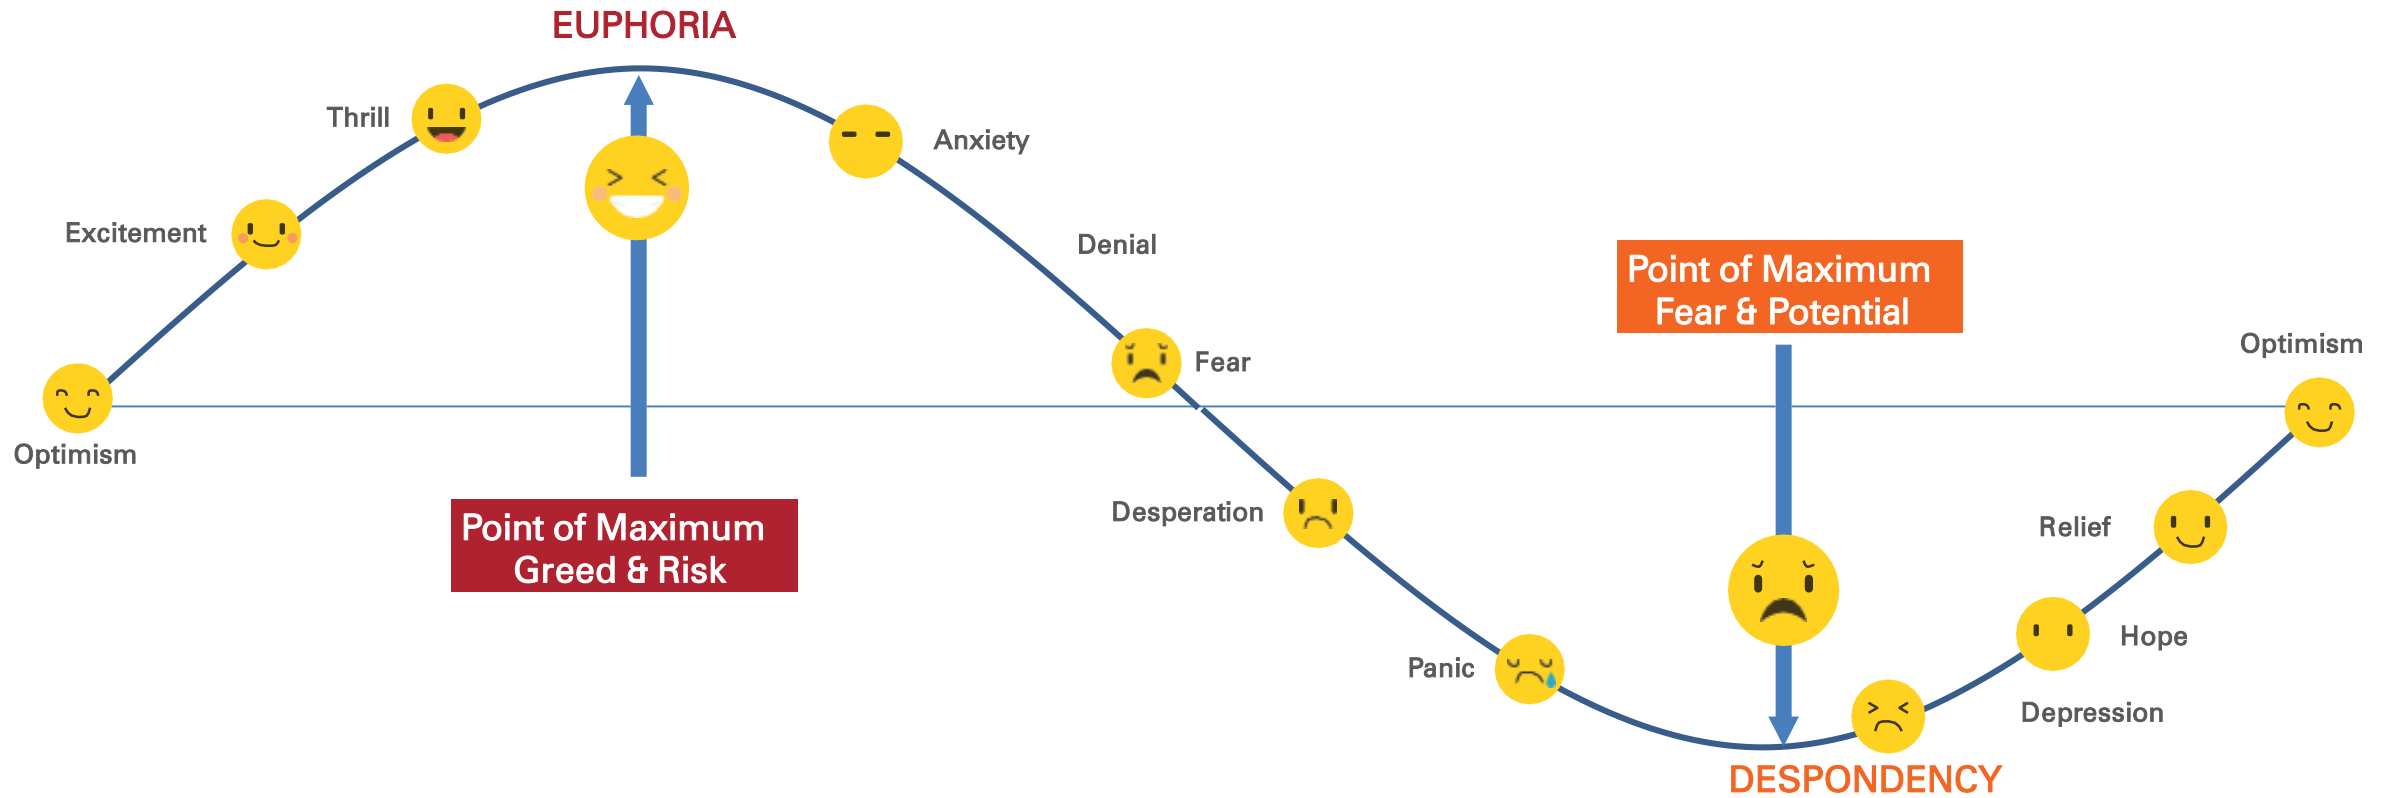 EUPHORIA
Thrill
Anxiety
Excitement
Denial
Point of Maximum
Fear & Potential
Optimism
Fear
Optimism
Point of Maximum
Greed & Risk
Desperation
Relief
Hope
Panic
Depression
DESPONDENCY